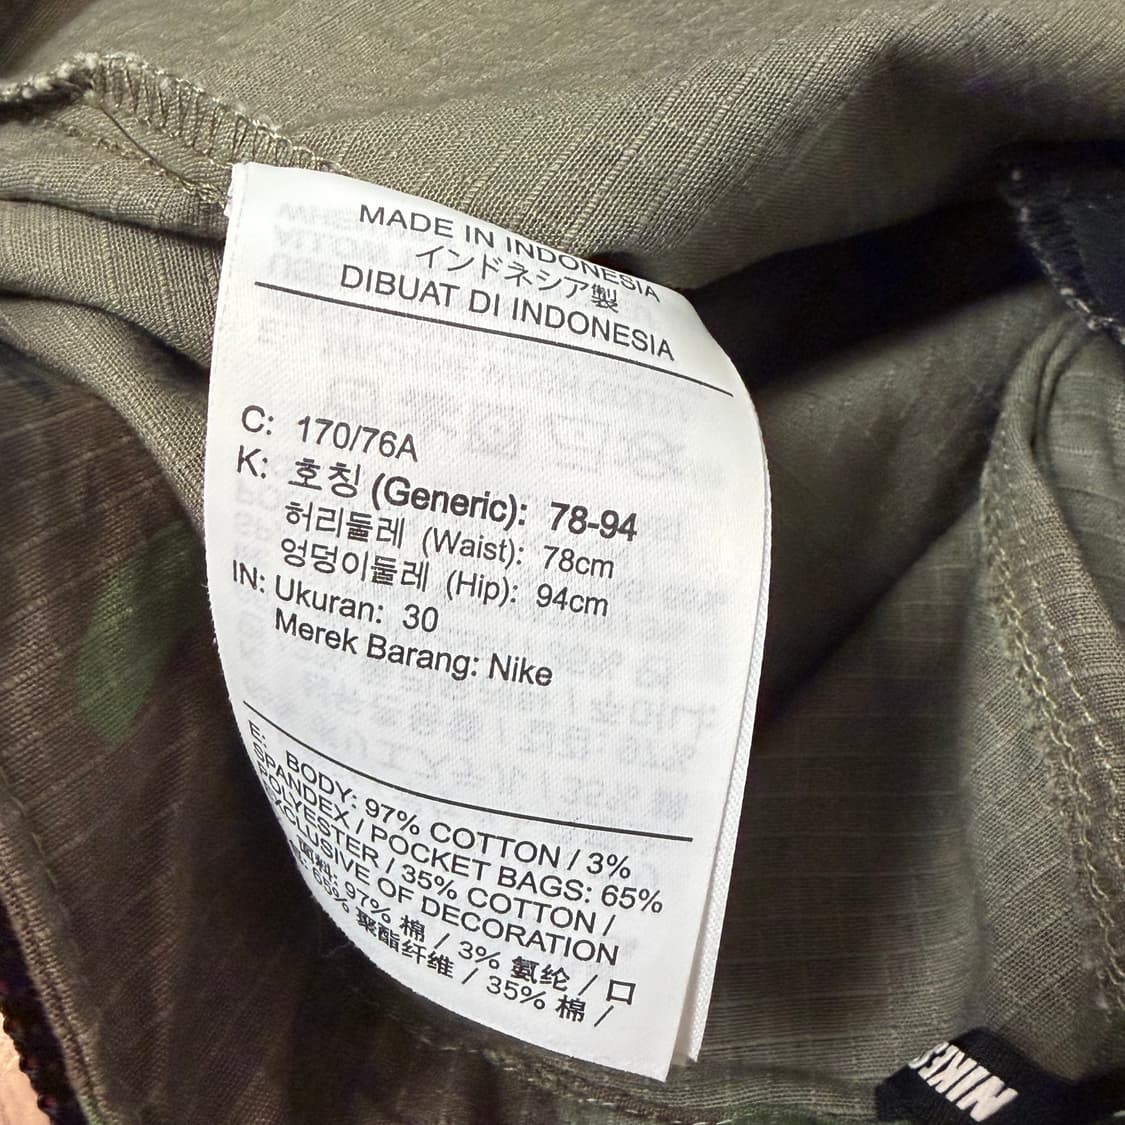 MADE IN INDONESIA
インドネシア製
DIBUAT DI INDONESIA
C: 170/76A
K: 호칭 (Generic): 78-94
허리둘레 (Waist): 78cm
엉덩이둘레 (Hip): 94cm
IN: Ukuran: 30
Merek Barang: Nike
E: BODY: 97% COTTON / 3%
SPANDEX / POCKET BAGS: 65%
POLYESTER / 35% COTTON /
EXCLUSIVE OF DECORATION
面料: 97% 棉 / 3% 氨纶 / 口
65% 聚酯纤维 / 35% 棉 /
NIKE